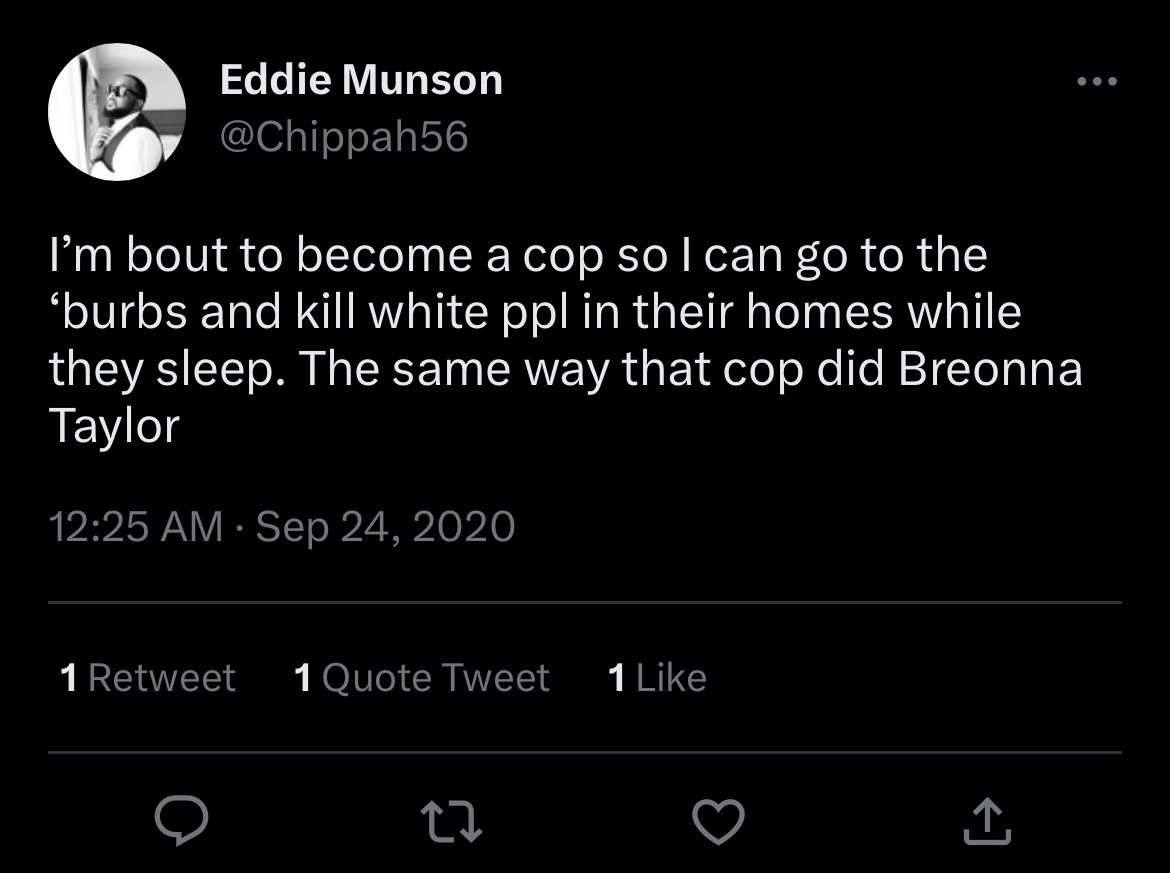 Eddie Munson
@Chippah56
I’m bout to become a cop so I can go to the
‘burbs and kill white ppl in their homes while
they sleep. The same way that cop did Breonna
Taylor
12:25 AM · Sep 24, 2020
1 Retweet 1 Quote Tweet 1 Like